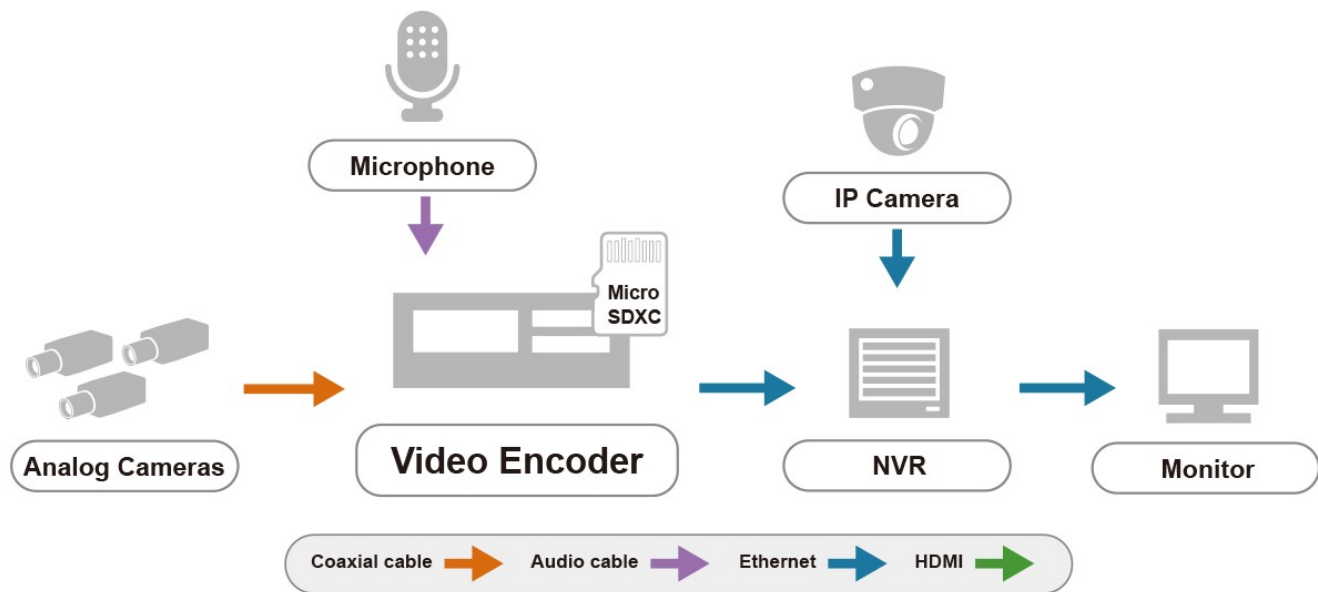 Microphone
IP Camera
Micro
SDXC
Analog Cameras
Video Encoder
NVR
Monitor
Coaxial cable
Audio cable
Ethernet
HDMI